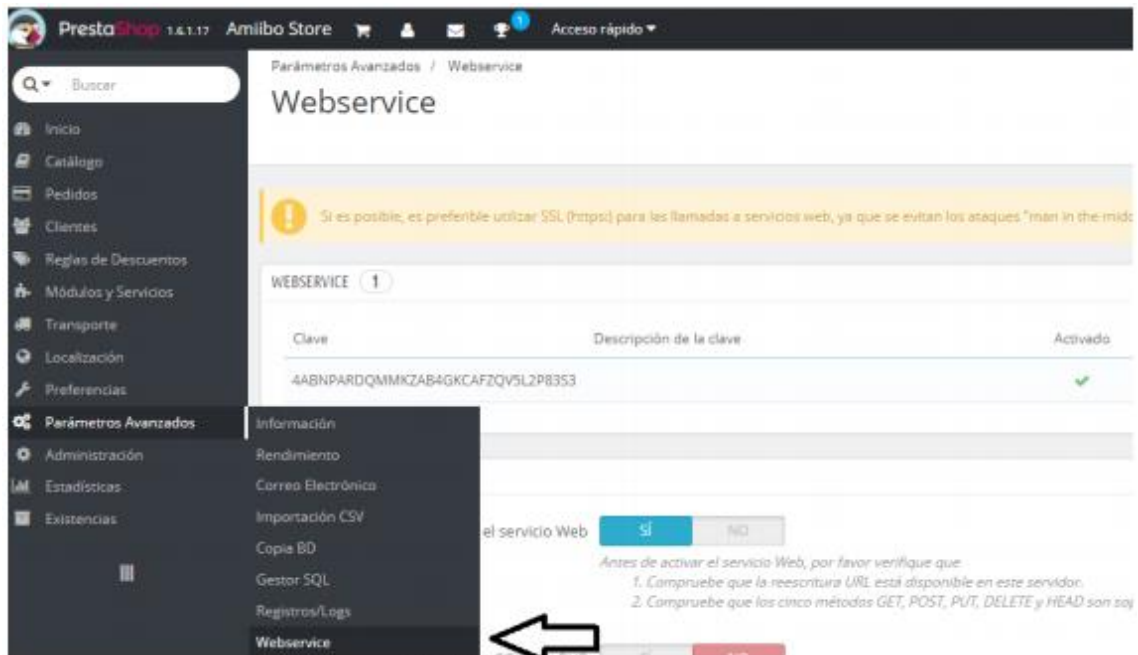 PrestaShop 1.6.1.17 Amiibo Store 1 Acceso rápido
Buscar
Inicio
Catálogo
Pedidos
Clientes
Reglas de Descuentos
Módulos y Servicios
Transporte
Localización
Preferencias
Parámetros Avanzados
Administración
Estadísticas
Existencias
Información
Rendimiento
Correo Electrónico
Importación CSV
Copia BD
Gestor SQL
Registros/Logs
Webservice
Parámetros Avanzados / Webservice
Webservice
Si es posible, es preferible utilizar SSL (https:) para las llamadas a servicios web, ya que se evitan los ataques "man in the midd
WEBSERVICE 1
Clave Descripción de la clave Activado
4ABNPARDQMMKZAB4GKCAFZQV5L2P83S3
el servicio Web SÍ NO
Antes de activar el servicio Web, por favor verifique que
1. Compruebe que la reescritura URL está disponible en este servidor.
2. Compruebe que los cinco métodos GET, POST, PUT, DELETE y HEAD son